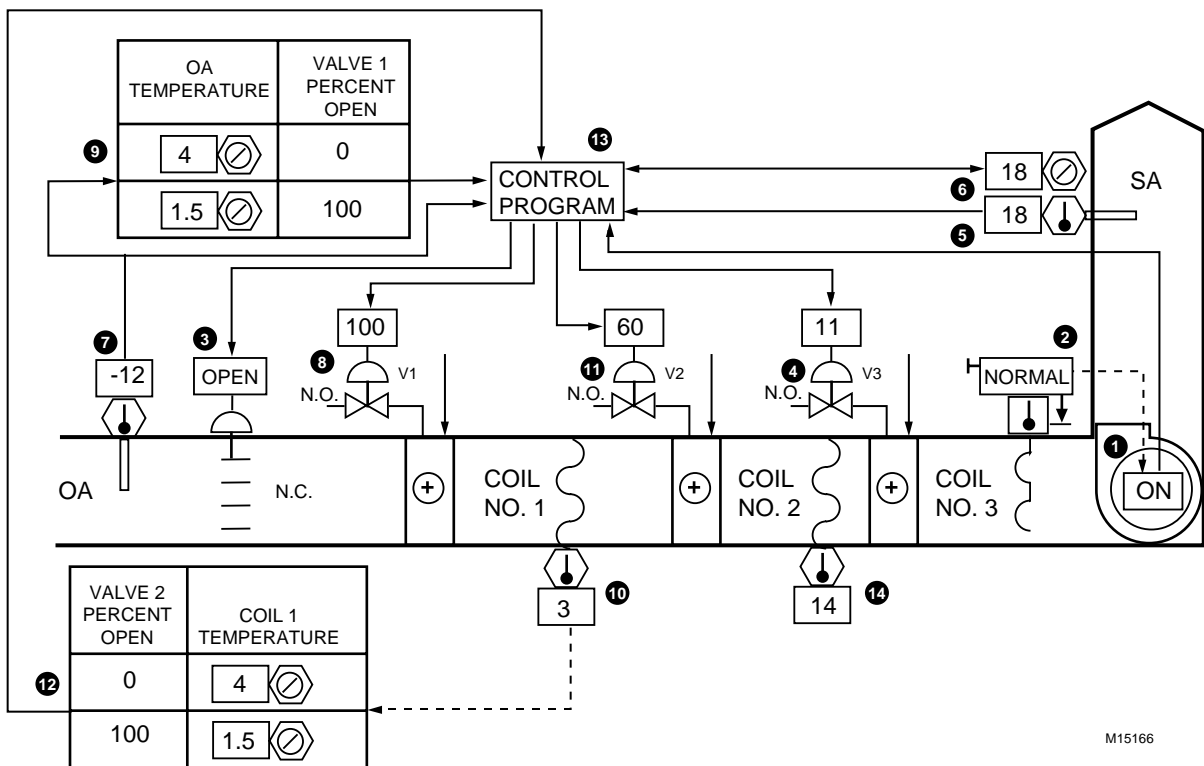 OA
TEMPERATURE
VALVE 1
PERCENT
OPEN
9
4
0
1.5
100
13
CONTROL
PROGRAM
18
6
18
5
SA
7
-12
3
OPEN
100
8
V1
N.O.
60
11
V2
N.O.
11
4
V3
N.O.
2
NORMAL
1
ON
OA
N.C.
+
COIL
NO. 1
+
COIL
NO. 2
+
COIL
NO. 3
10
3
14
14
VALVE 2
PERCENT
OPEN
COIL 1
TEMPERATURE
12
0
4
100
1.5
M15166